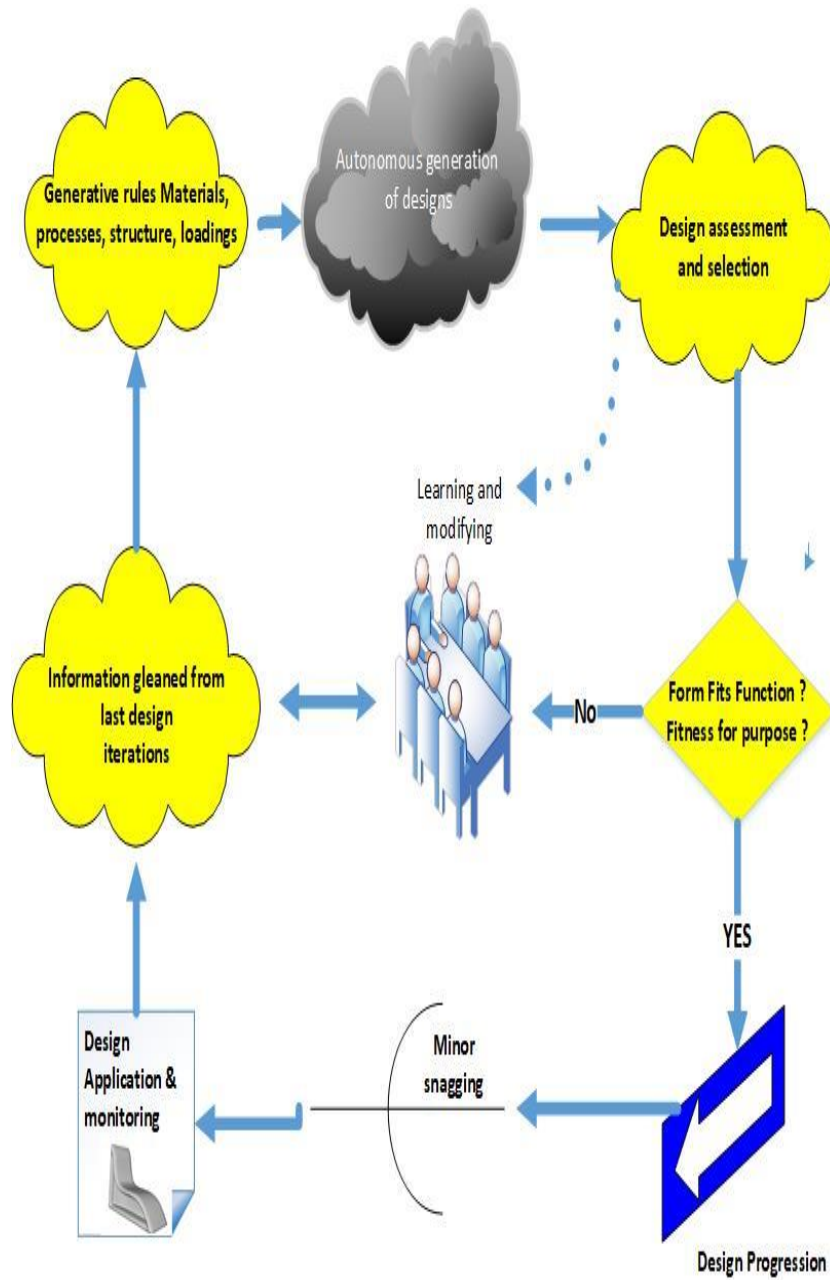 Generative rules Materials,
processes, structure, loadings
Autonomous generation
of designs
Design assessment
and selection
Learning and
modifying
Information gleaned from
last design
iterations
No
Form Fits Function ?
Fitness for purpose ?
YES
Design
Application &
monitoring
Minor
snagging
Design Progression